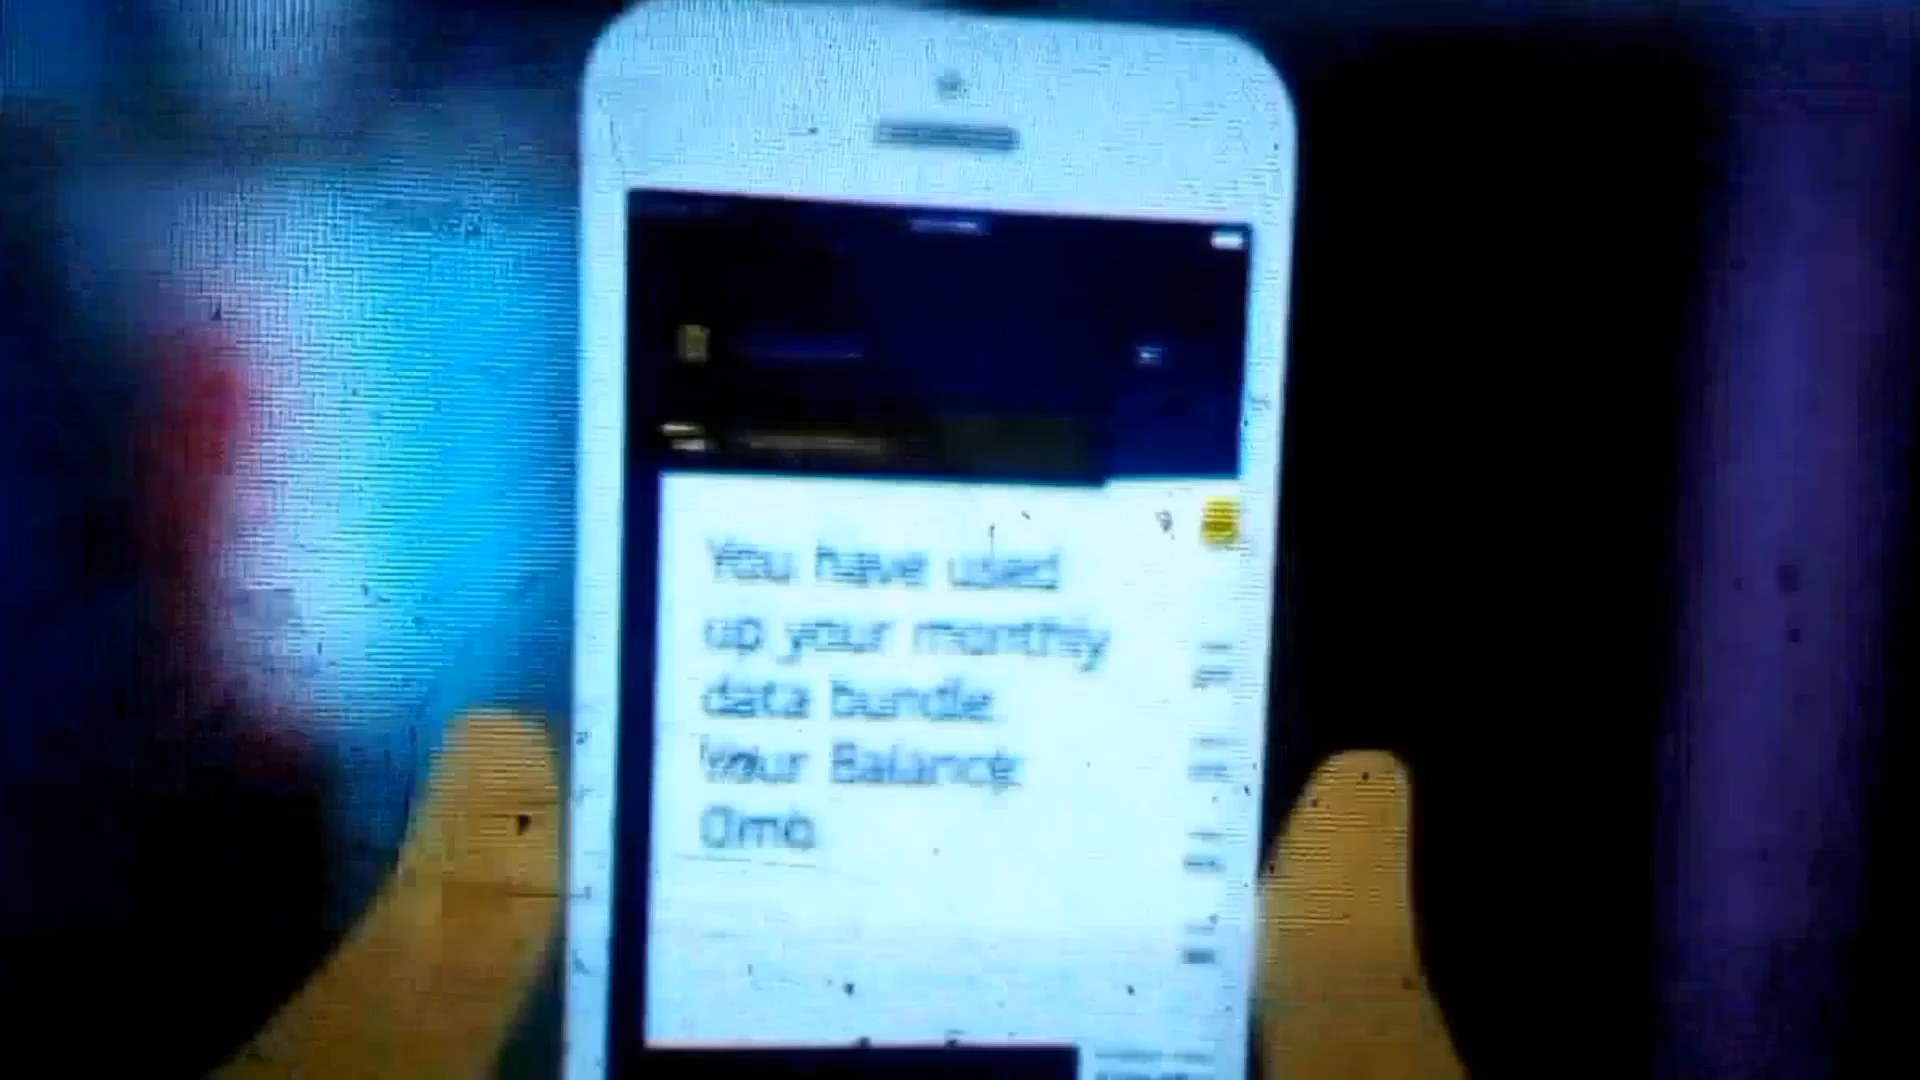 You have used
up your monthly
data bundle
Your Balance
0mb